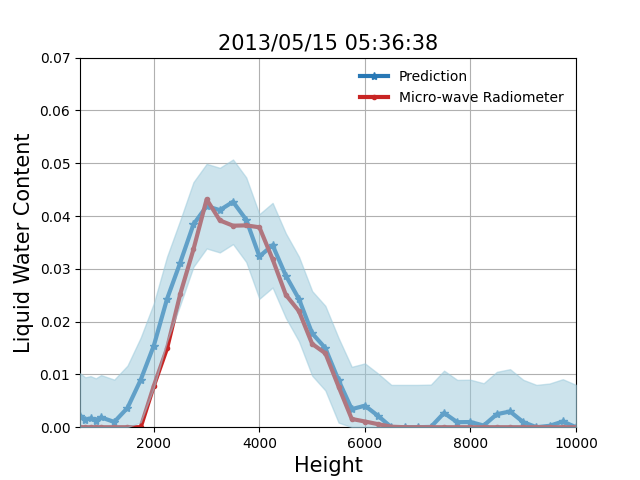 2013/05/15 05:36:38
Prediction
Micro-wave Radiometer
Liquid Water Content
0.07
0.06
0.05
0.04
0.03
0.02
0.01
0.00
2000 4000 6000 8000 10000
Height